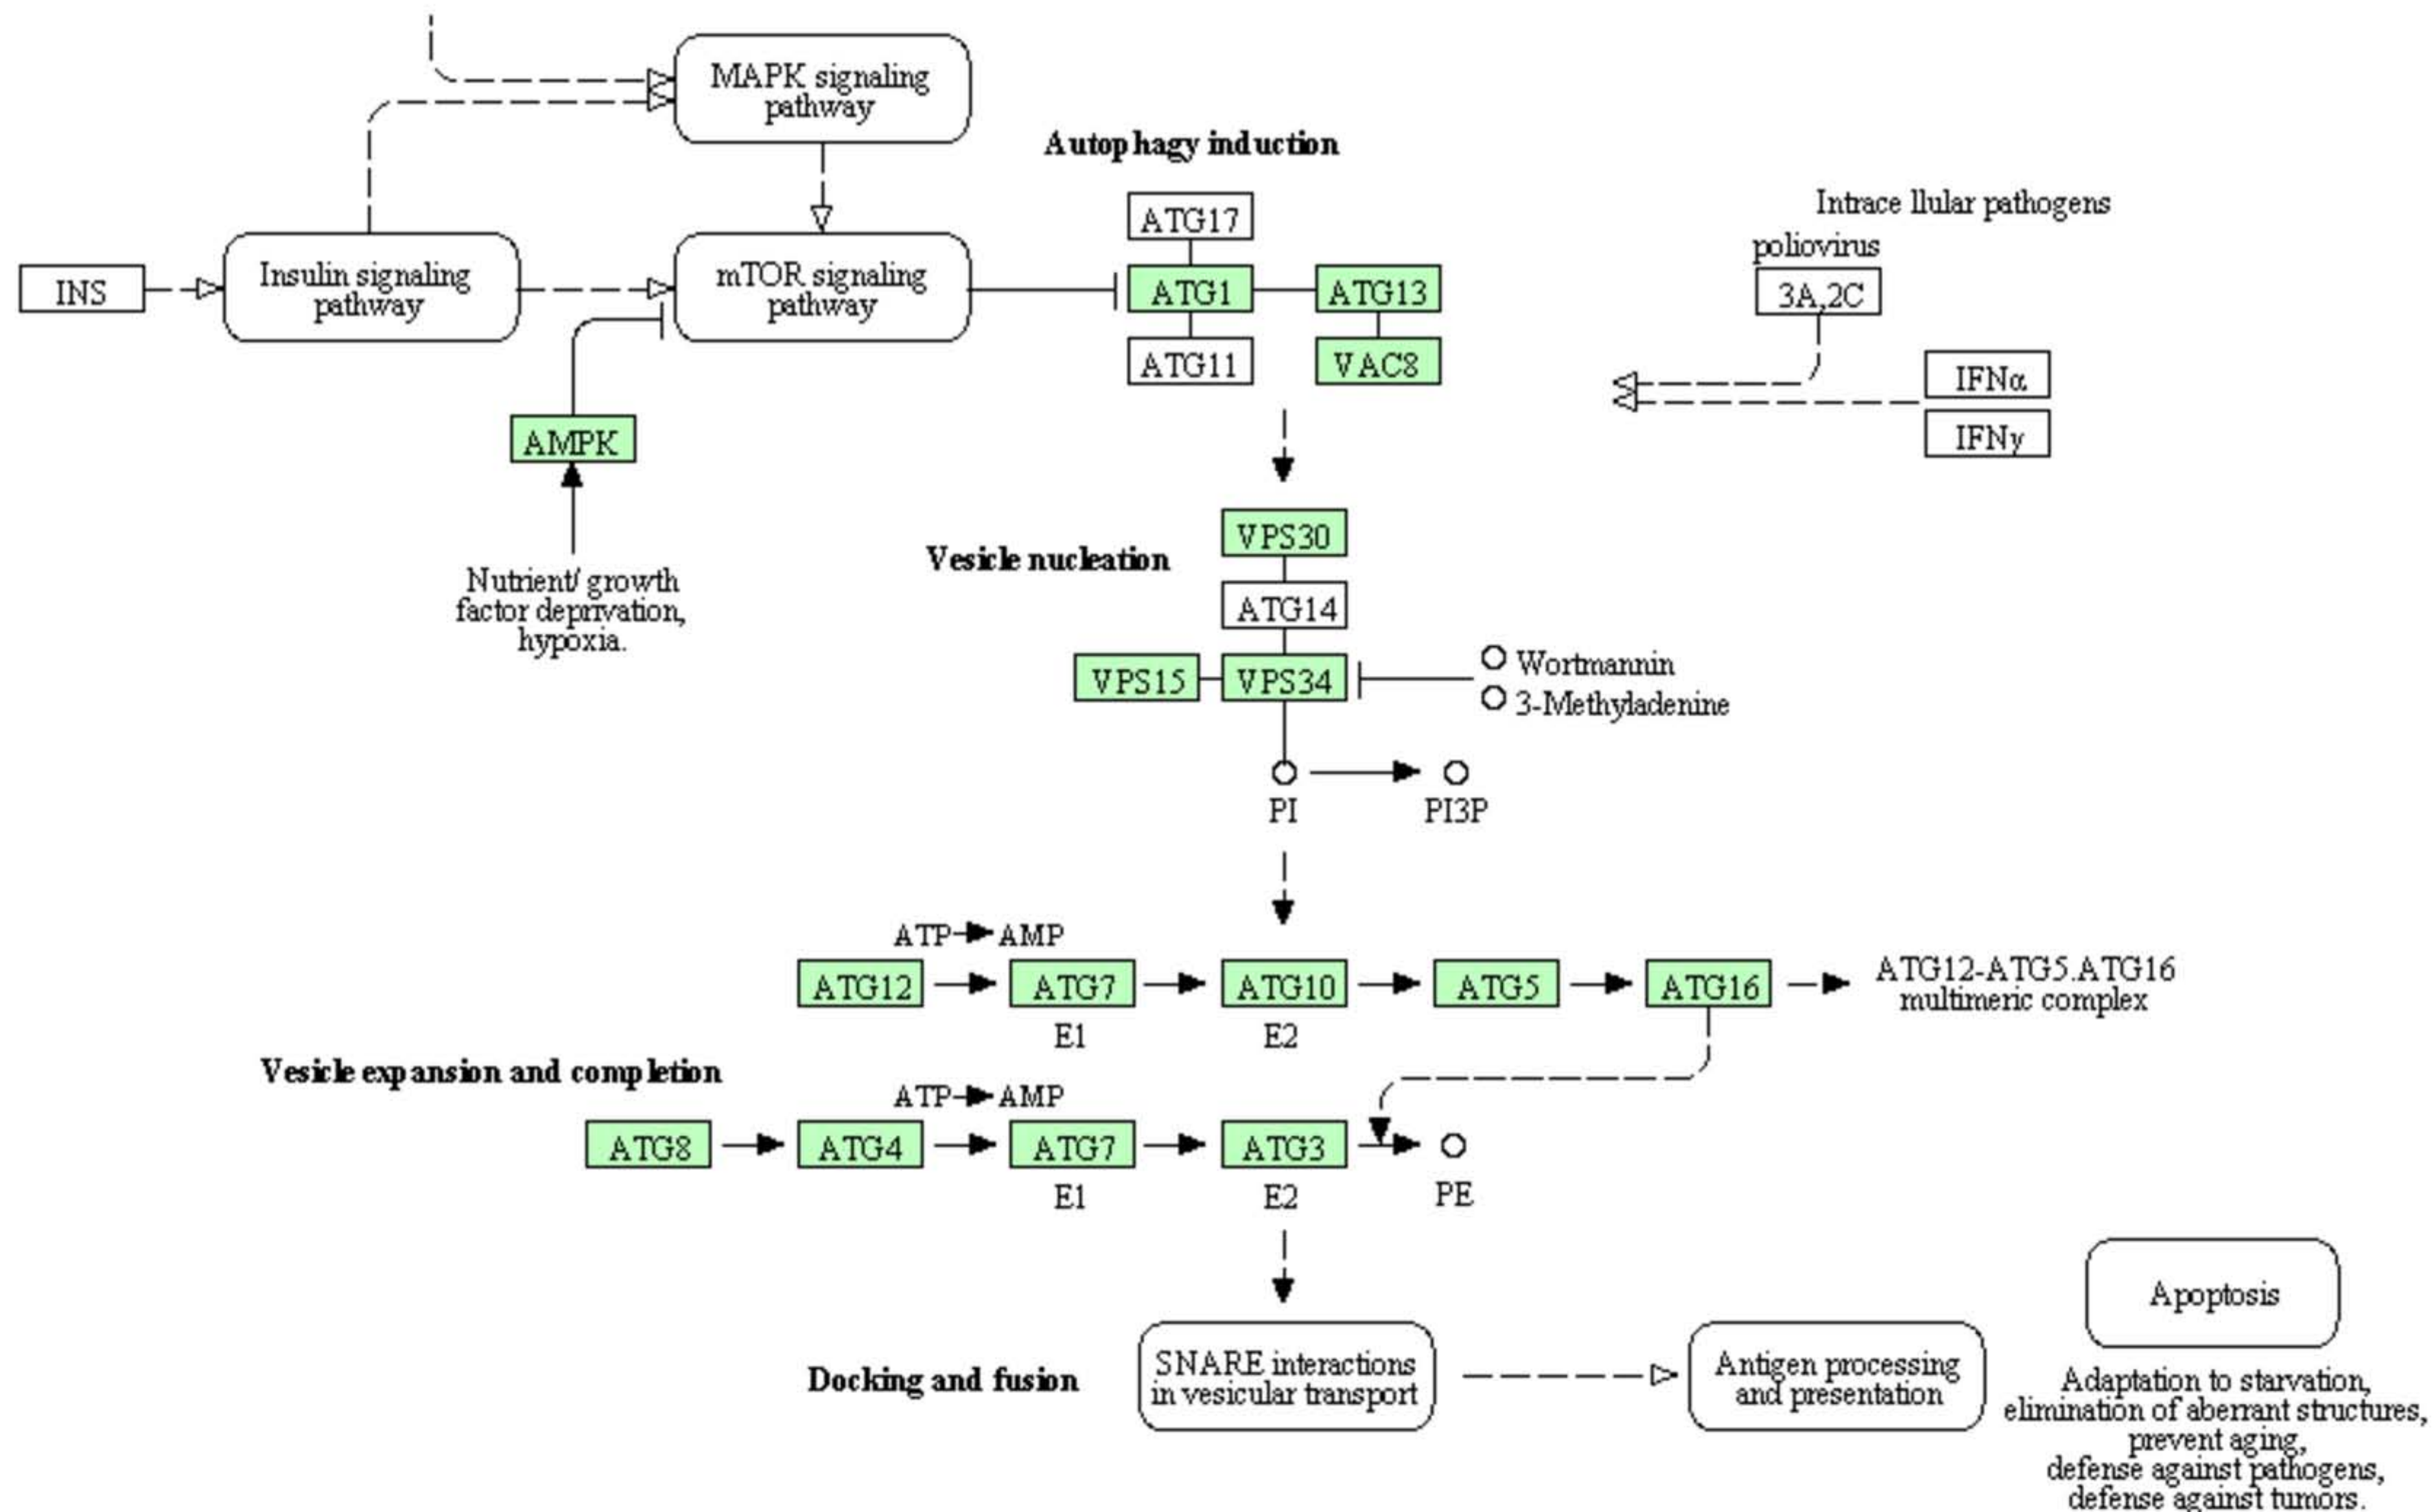 MAPK signaling
pathway
Autophagy induction
ATG17
Intrace llular pathogens
poliovirus
INS
Insulin signaling
pathway
mTOR signaling
pathway
ATG1
ATG13
3A,2C
ATG11
VAC8
IFNα
IFNγ
AMPK
Nutrient/ growth
factor deprivation,
hypoxia.
Vesicle nucleation
VPS30
ATG14
VPS15
VPS34
Wortmannin
3-Methyladenine
PI
PI3P
ATP
AMP
ATG12
ATG7
ATG10
ATG5
ATG16
ATG12-ATG5.ATG16
multimeric complex
E1
E2
Vesicle expansion and completion
ATP
AMP
ATG8
ATG4
ATG7
ATG3
E1
E2
PE
Docking and fusion
SNARE interactions
in vesicular transport
Antigen processing
and presentation
Apoptosis
Adaptation to starvation,
elimination of aberrant structures,
prevent aging,
defense against pathogens,
defense against tumors.